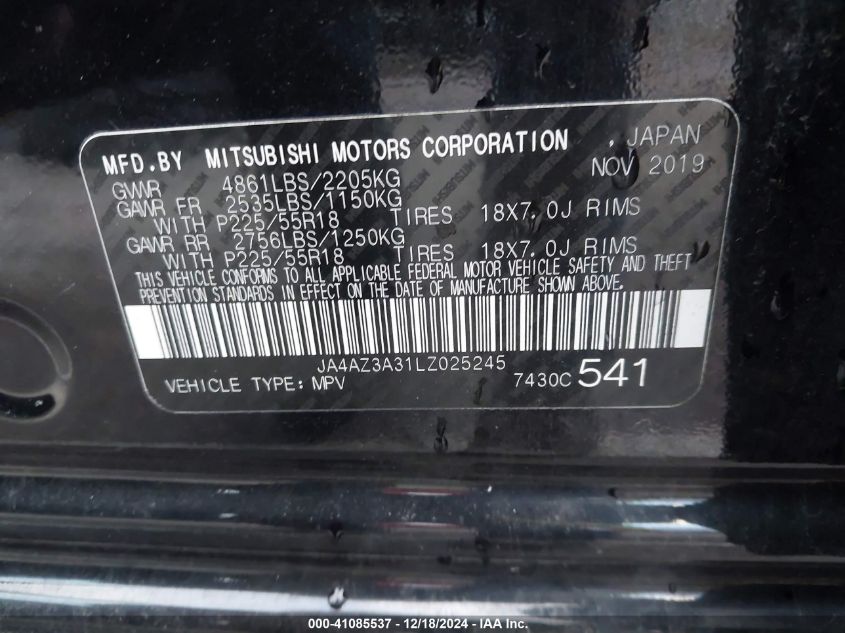 MFD.BY MITSUBISHI MOTORS CORPORATION , JAPAN
NOV 2019
GVWR 4861LBS/2205KG
GAWR FR 2535LBS/1150KG
WITH P225/55R18 TIRES 18X7.0J RIMS
GAWR RR 2756LBS/1250KG
WITH P225/55R18 TIRES 18X7.0J RIMS
THIS VEHICLE CONFORMS TO ALL APPLICABLE FEDERAL MOTOR VEHICLE SAFETY AND THEFT
PREVENTION STANDARDS IN EFFECT ON THE DATE OF MANUFACTURE SHOWN ABOVE.
JA4AZ3A31LZ025245
VEHICLE TYPE: MPV 7430C 541
000-41085537 - 12/18/2024 - IAA Inc.